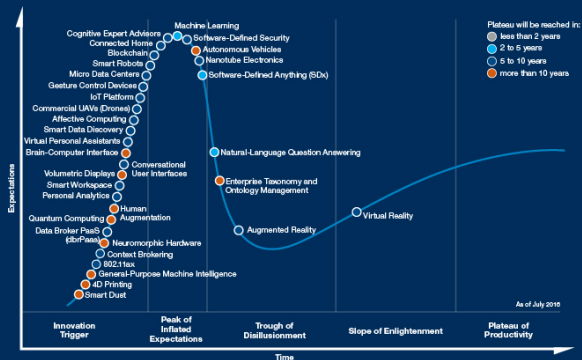 Plateau will be reached in:
less than 2 years
2 to 5 years
5 to 10 years
more than 10 years
Expectations
Machine Learning
Cognitive Expert Advisors
Software-Defined Security
Connected Home
Autonomous Vehicles
Blockchain
Nanotube Electronics
Smart Robots
Software-Defined Anything (SDx)
Micro Data Centers
Gesture Control Devices
IoT Platform
Commercial UAVs (Drones)
Affective Computing
Smart Data Discovery
Virtual Personal Assistants
Brain-Computer Interface
Natural-Language Question Answering
Conversational
User Interfaces
Volumetric Displays
Enterprise Taxonomy and
Ontology Management
Smart Workspace
Personal Analytics
Human
Augmentation
Virtual Reality
Quantum Computing
Data Broker PaaS
(dbrPaas)
Augmented Reality
Neuromorphic Hardware
Context Brokering
802.11ax
General-Purpose Machine Intelligence
4D Printing
Smart Dust
As of July 2016
Innovation
Trigger
Peak of
Inflated
Expectations
Trough of
Disillusionment
Slope of Enlightenment
Plateau of
Productivity
Time